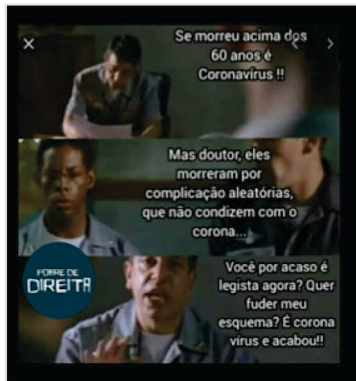 Se morreu acima dos
60 anos é
Coronavírus !!
Mas doutor, eles
morreram por
complicação aleatórias,
que não condizem com o
corona...
Você por acaso é
legista agora? Quer
fuder meu
esquema? É corona
vírus e acabou!!
POBRE DE
DIREITA